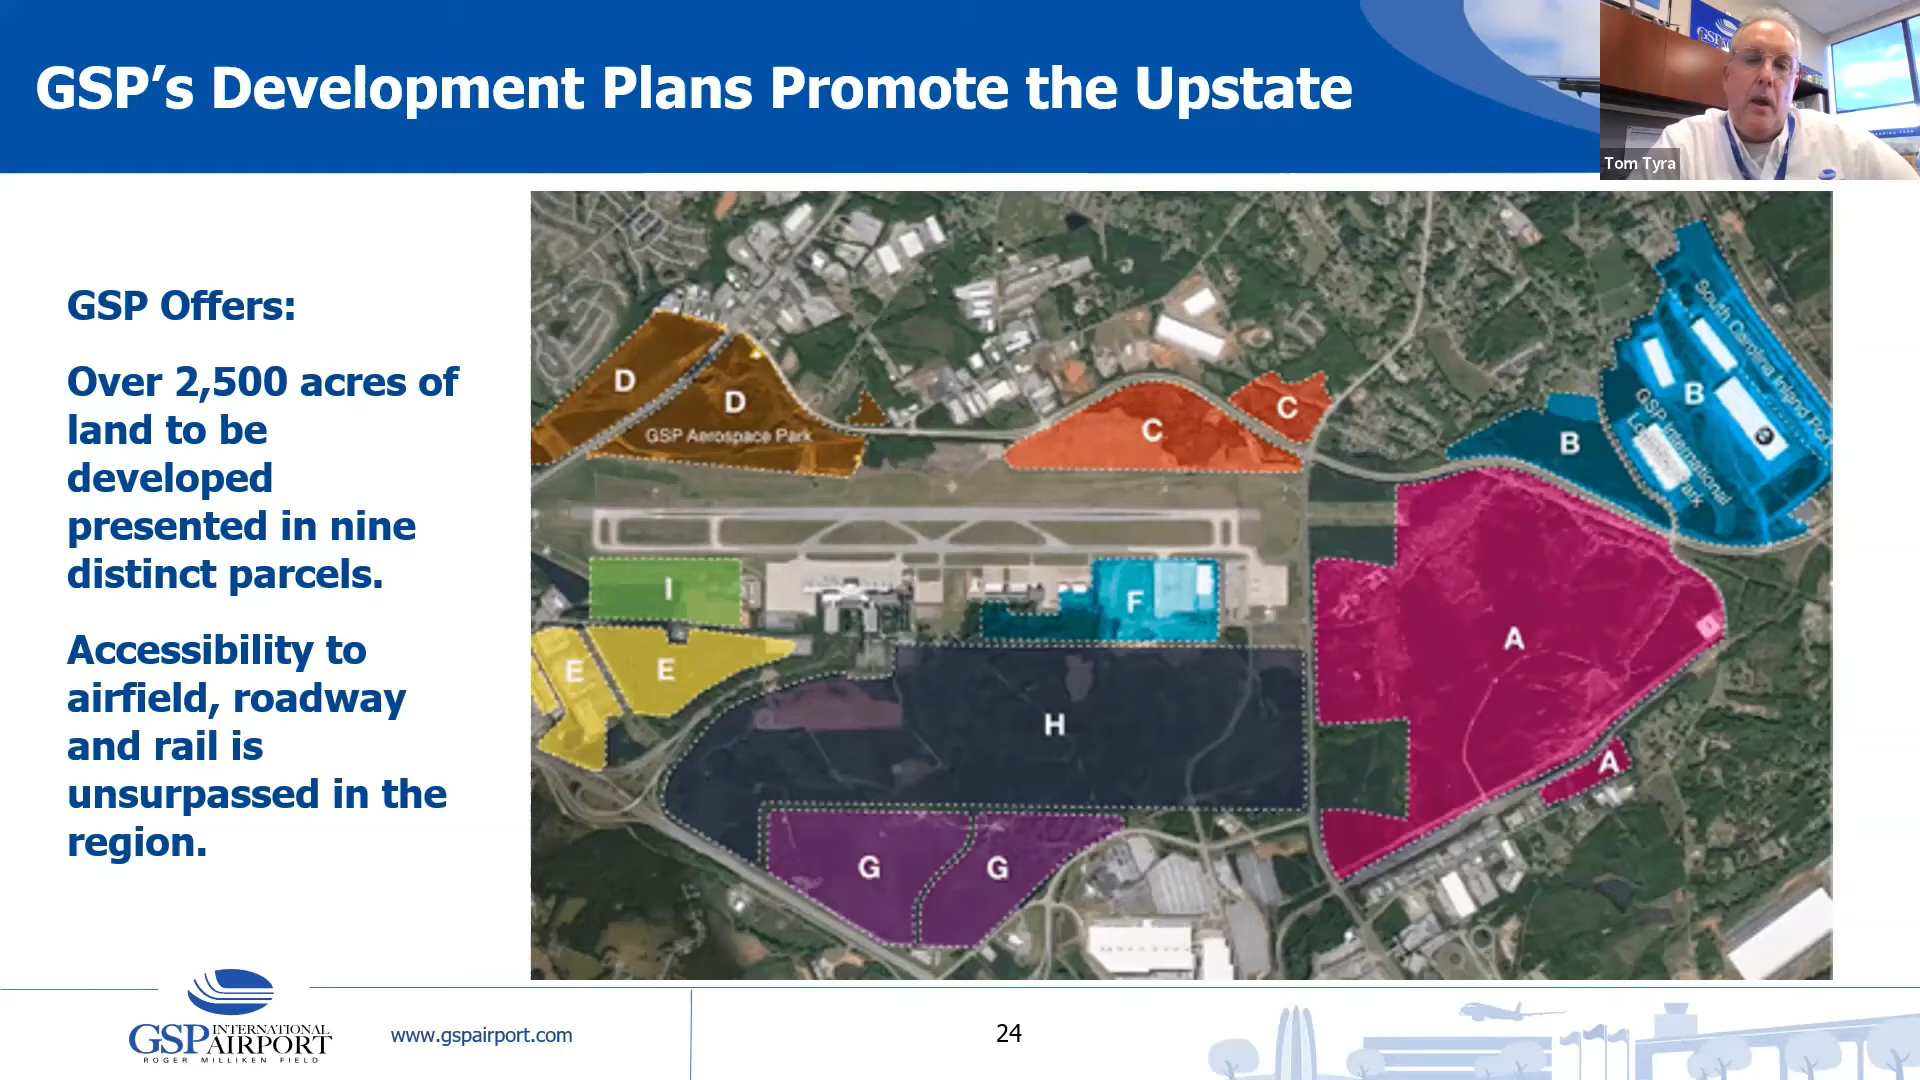 GSP’s Development Plans Promote the Upstate
Tom Tyra
GSP Offers:
Over 2,500 acres of
land to be
developed
presented in nine
distinct parcels.
Accessibility to
airfield, roadway
and rail is
unsurpassed in the
region.
D
D
GSP Aerospace Park
C
C
B
B
South Carolina Inland Port
GSP International
Park
A
A
I
F
E
E
H
G
G
GSP INTERNATIONAL
AIRPORT
ROGER MILLIKEN FIELD
www.gspairport.com
24